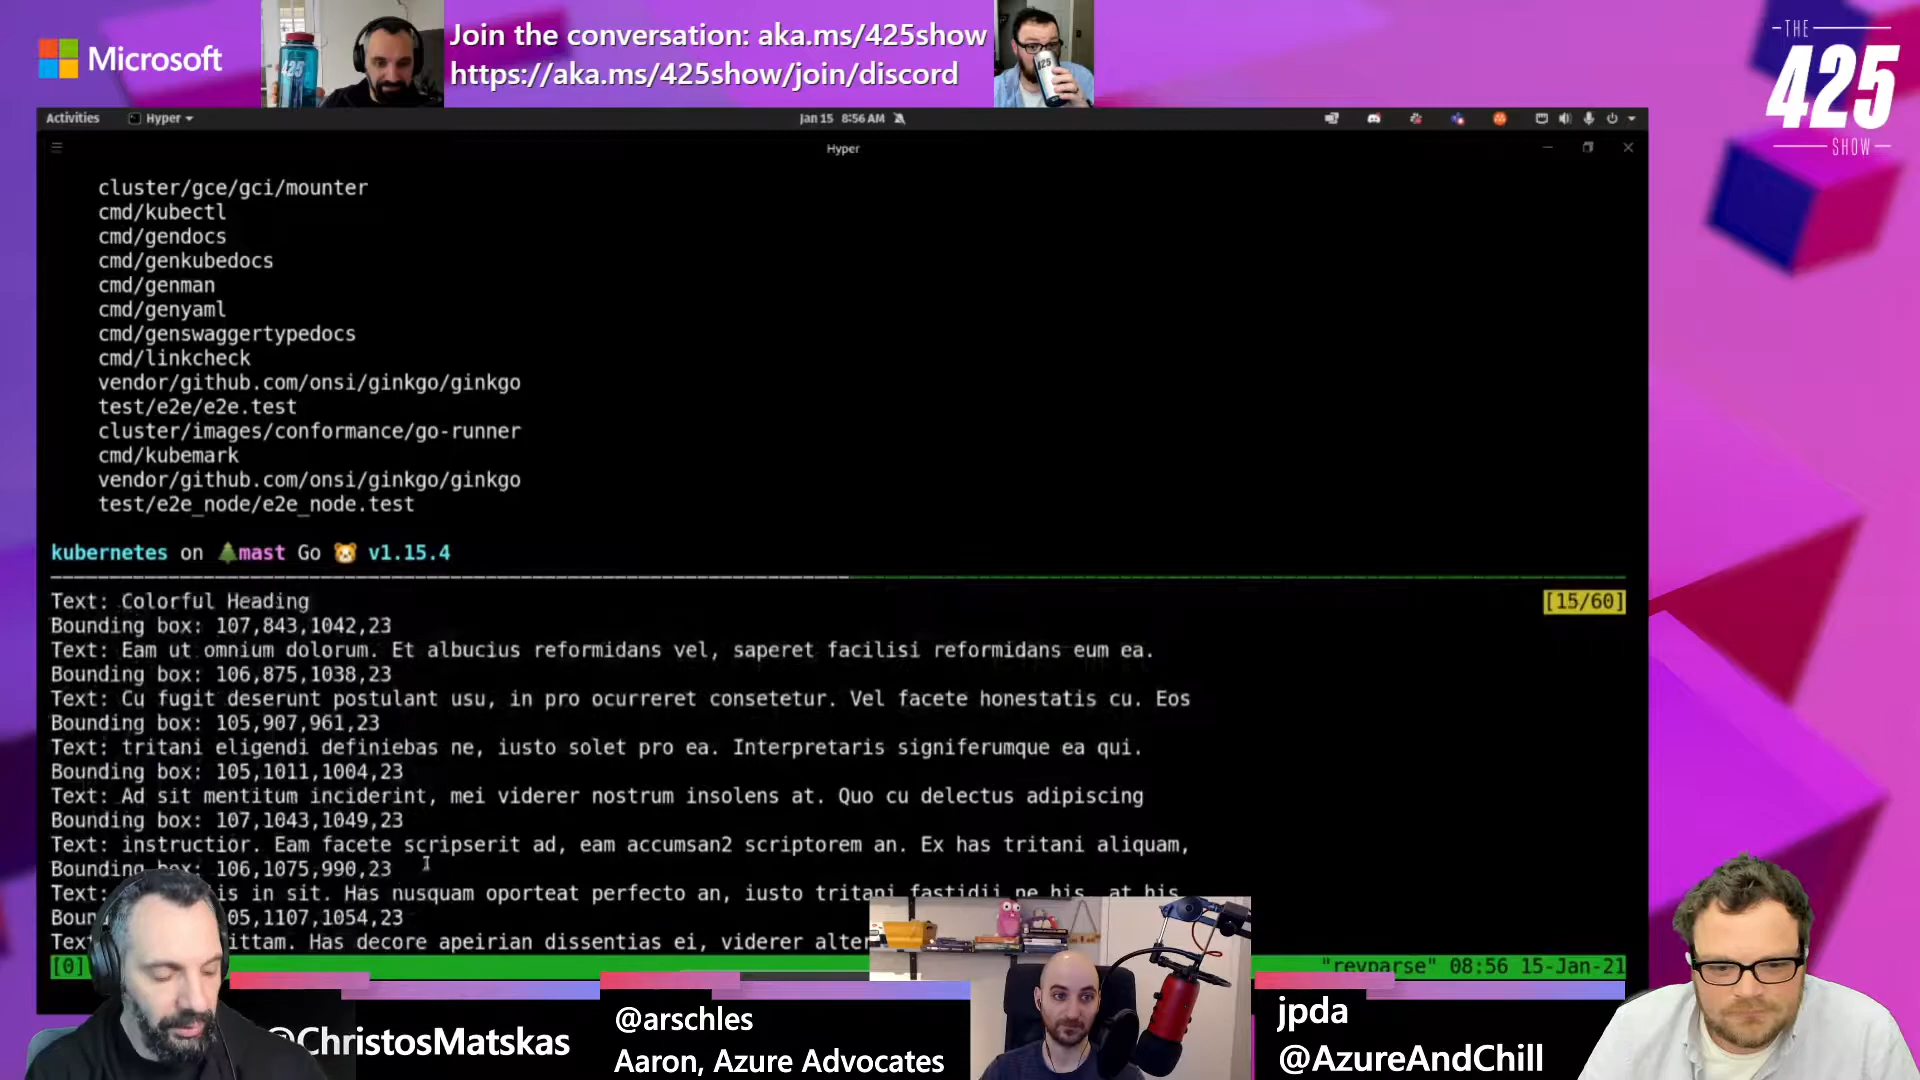 Microsoft
Join the conversation: aka.ms/425show
https://aka.ms/425show/join/discord
THE
425
SHOW
Activities
Hyper
Jan 15 8:56 AM
Hyper
cluster/gce/gci/mounter
cmd/kubectl
cmd/gendocs
cmd/genkubedocs
cmd/genman
cmd/genyaml
cmd/genswaggertypedocs
cmd/linkcheck
vendor/github.com/onsi/ginkgo/ginkgo
test/e2e/e2e.test
cluster/images/conformance/go-runner
cmd/kubemark
vendor/github.com/onsi/ginkgo/ginkgo
test/e2e_node/e2e_node.test
kubernetes on 🌲mast Go 🐹 v1.15.4
Text: Colorful Heading [15/60]
Bounding box: 107,843,1042,23
Text: Eam ut omnium dolorum. Et albucius reformidans vel, saperet facilisi reformidans eum ea.
Bounding box: 106,875,1038,23
Text: Cu fugit deserunt postulant usu, in pro ocurreret consetetur. Vel facete honestatis cu. Eos
Bounding box: 105,907,961,23
Text: tritani eligendi definiebas ne, iusto solet pro ea. Interpretaris signiferumque ea qui.
Bounding box: 105,1011,1004,23
Text: Ad sit mentitum inciderint, mei viderer nostrum insolens at. Quo cu delectus adipiscing
Bounding box: 107,1043,1049,23
Text: instructior. Eam facete scripserit ad, eam accumsan2 scriptorem an. Ex has tritani aliquam,
Bounding box: 106,1075,990,23
in sit. Has nusquam oporteat perfecto an, iusto tritani fastidii ne his, at his
1107,1054,23
Has decore apeirian dissentias ei, viderer
[0] "revparse" 08:56 15-Jan-21
@ChristosMatskas
@arschles
Aaron, Azure Advocates
jpda
@AzureAndChill